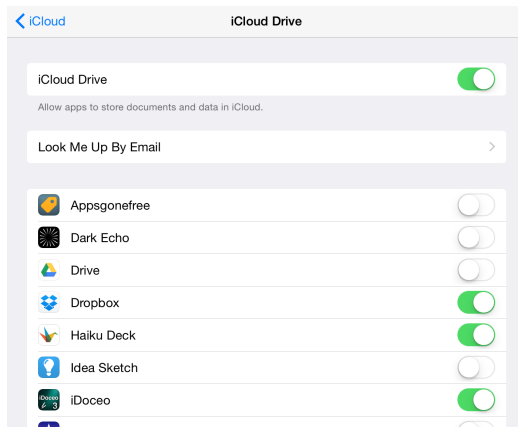 iCloud
iCloud Drive
iCloud Drive
Allow apps to store documents and data in iCloud.
Look Me Up By Email
Appsgonefree
Dark Echo
Drive
Dropbox
Haiku Deck
Idea Sketch
iDoceo
3
iDoceo